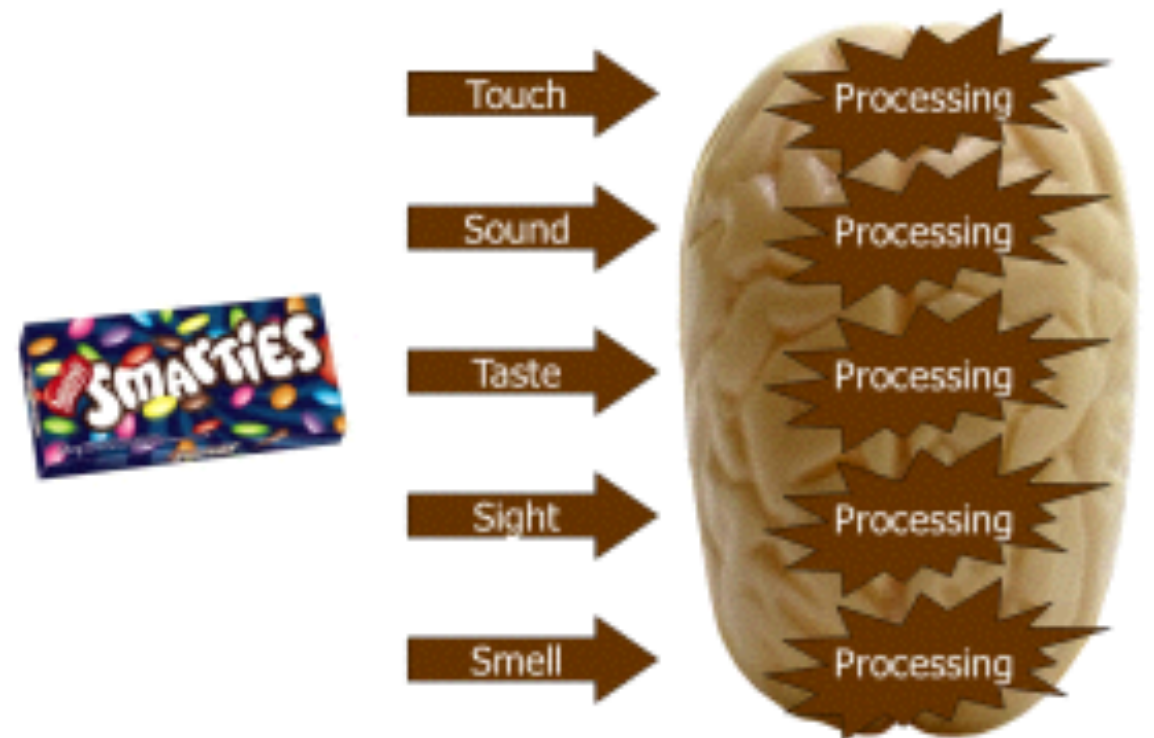 Touch
Processing
Sound
Processing
SMARTIES
Taste
Processing
Sight
Processing
Smell
Processing